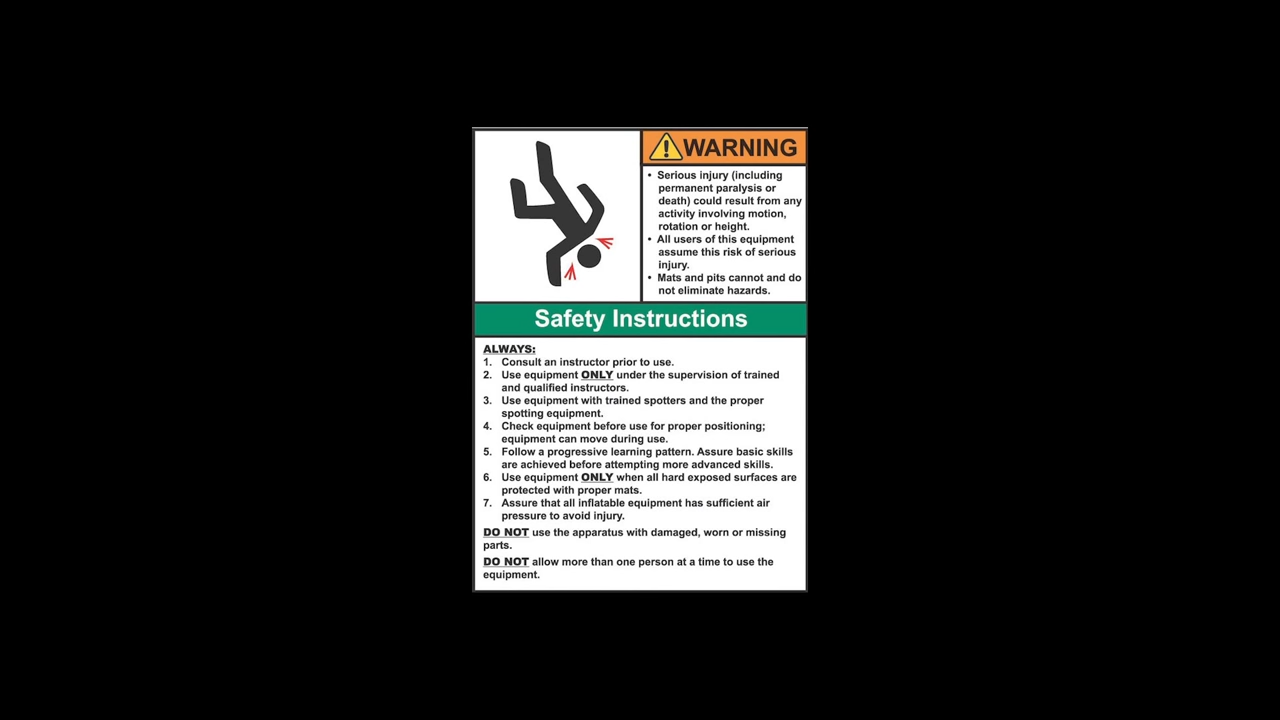 WARNING
• Serious injury (including
permanent paralysis or
death) could result from any
activity involving motion,
rotation or height.
• All users of this equipment
assume this risk of serious
injury.
• Mats and pits cannot and do
not eliminate hazards.
Safety Instructions
ALWAYS:
1. Consult an instructor prior to use.
2. Use equipment ONLY under the supervision of trained
and qualified instructors.
3. Use equipment with trained spotters and the proper
spotting equipment.
4. Check equipment before use for proper positioning;
equipment can move during use.
5. Follow a progressive learning pattern. Assure basic skills
are achieved before attempting more advanced skills.
6. Use equipment ONLY when all hard exposed surfaces are
protected with proper mats.
7. Assure that all inflatable equipment has sufficient air
pressure to avoid injury.
DO NOT use the apparatus with damaged, worn or missing
parts.
DO NOT allow more than one person at a time to use the
equipment.